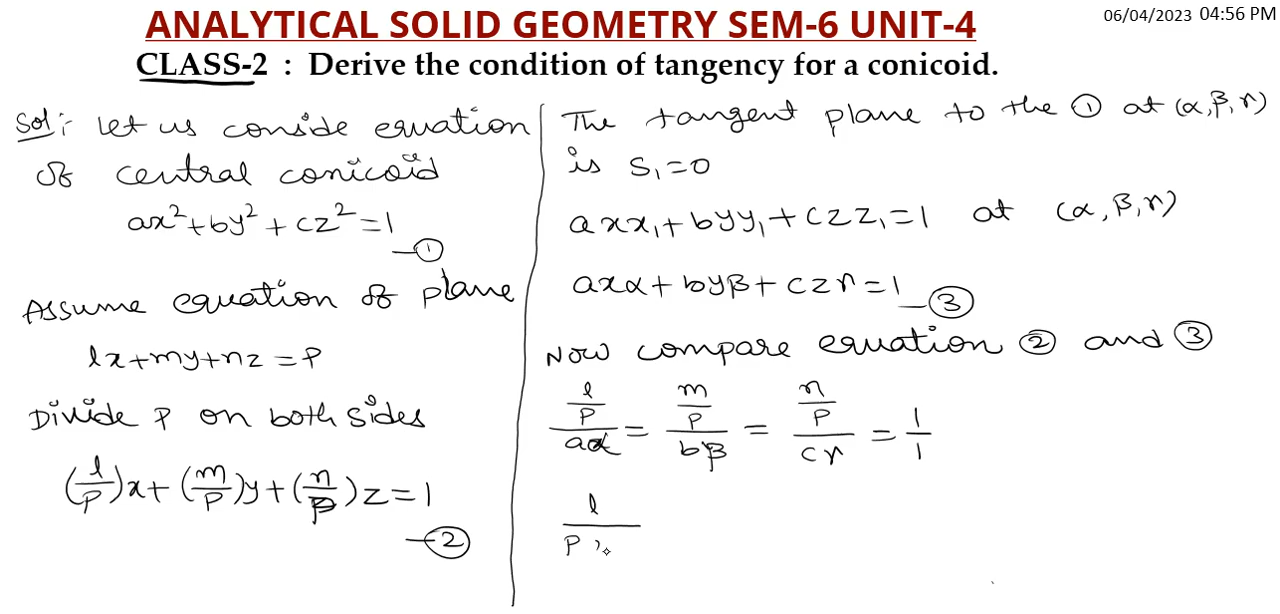 ANALYTICAL SOLID GEOMETRY SEM-6 UNIT-4
06/04/2023 04:56 PM
CLASS-2 : Derive the condition of tangency for a conicoid.
Sol:- Let us conside equation
of central conicoid
ax²+by²+cz²=1 —①
Assume equation of plane
lx+my+nz=P
Divide P on both sides
(l/P)x+(m/P)y+(n/P)z=1 —②
The tangent plane to the ① at (α,β,r)
is S₁=0
axx₁+byy₁+czz₁=1 at (α,β,r)
axα+byβ+czr=1 —③
Now compare equation ② and ③
(l/P)/(aα) = (m/P)/(bβ) = (n/P)/(cr) = 1/1
l/P